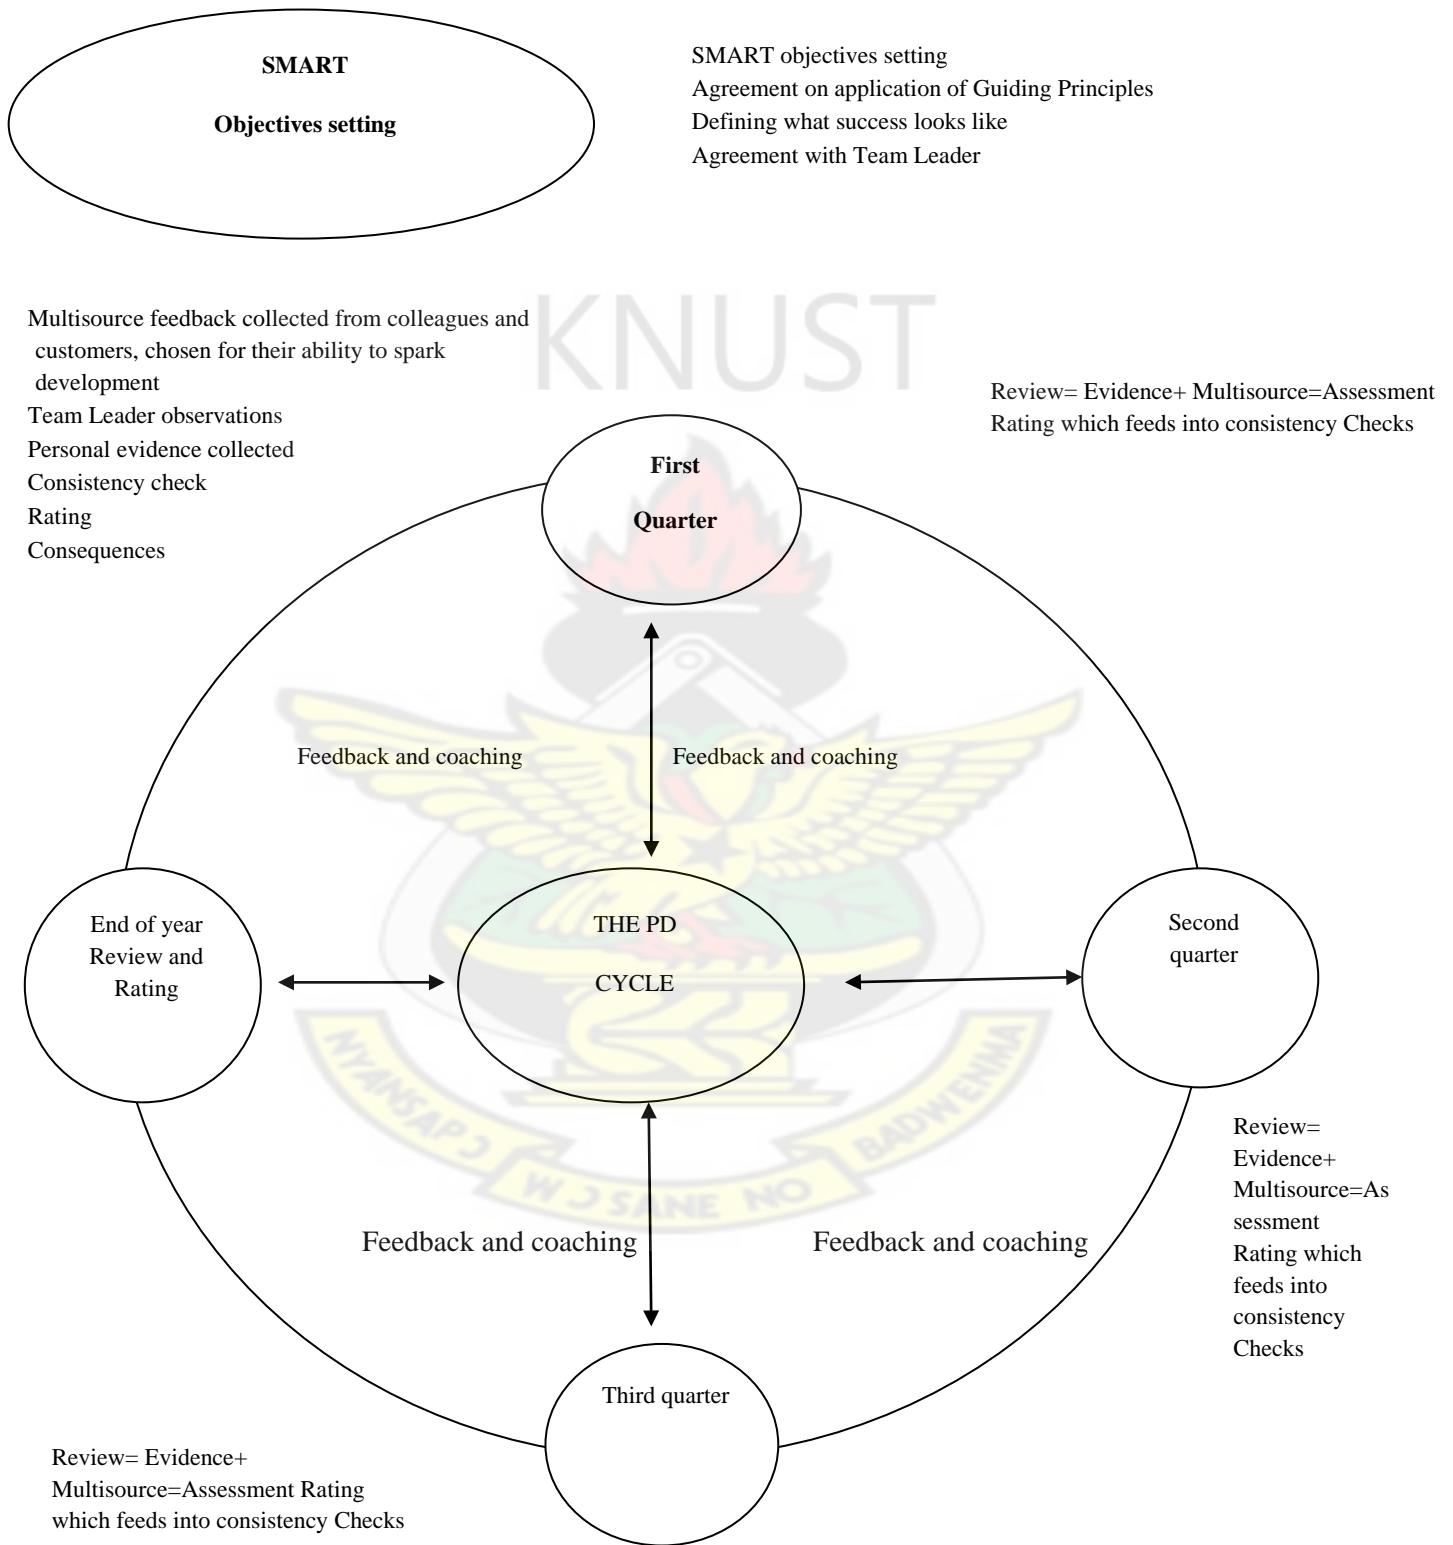 SMART
Objectives setting
SMART objectives setting
Agreement on application of Guiding Principles
Defining what success looks like
Agreement with Team Leader
KNUST
Multisource feedback collected from colleagues and
customers, chosen for their ability to spark
development
Team Leader observations
Personal evidence collected
Consistency check
Rating
Consequences
Review= Evidence+ Multisource=Assessment
Rating which feeds into consistency Checks
First
Quarter
Feedback and coaching
Feedback and coaching
End of year
Review and
Rating
THE PD
CYCLE
Second
quarter
NYANSAPƆ
WƆSANE NO
BADWENMA
Feedback and coaching
Feedback and coaching
Review=
Evidence+
Multisource=As
sessment
Rating which
feeds into
consistency
Checks
Third quarter
Review= Evidence+
Multisource=Assessment Rating
which feeds into consistency Checks